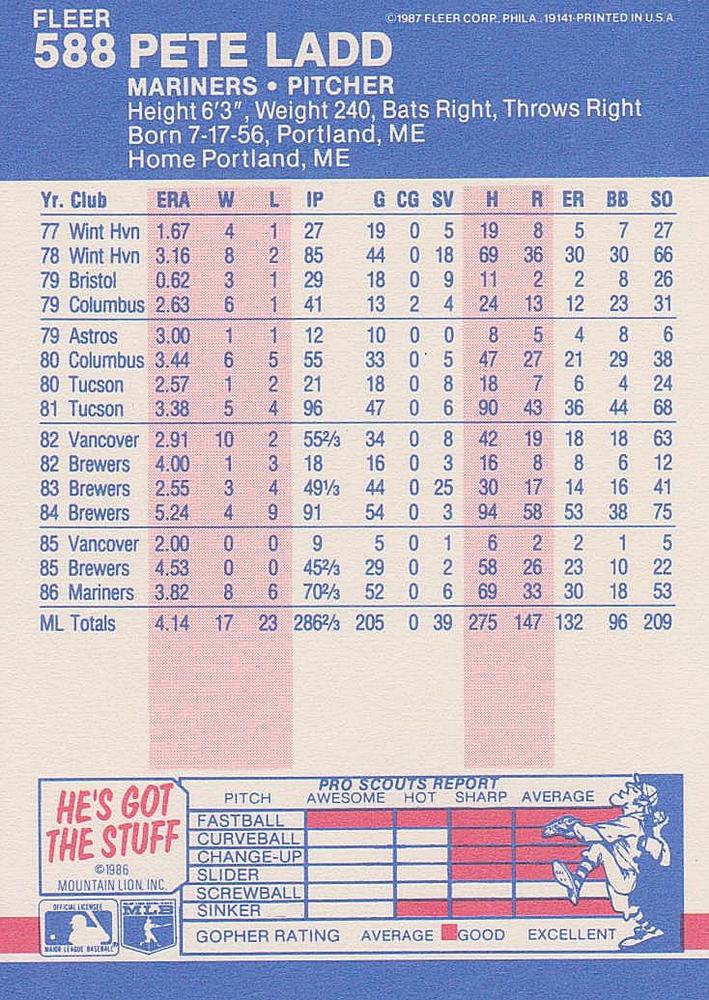 FLEER
©1987 FLEER CORP. PHILA., 19141-PRINTED IN U.S.A.
588 PETE LADD
MARINERS • PITCHER
Height 6'3", Weight 240, Bats Right, Throws Right
Born 7-17-56, Portland, ME
Home Portland, ME
Yr. Club ERA W L IP G CG SV H R ER BB SO
77 Wint Hvn 1.67 4 1 27 19 0 5 19 8 5 7 27
78 Wint Hvn 3.16 8 2 85 44 0 18 69 36 30 30 66
79 Bristol 0.62 3 1 29 18 0 9 11 2 2 8 26
79 Columbus 2.63 6 1 41 13 2 4 24 13 12 23 31
79 Astros 3.00 1 1 12 10 0 0 8 5 4 8 6
80 Columbus 3.44 6 5 55 33 0 5 47 27 21 29 38
80 Tucson 2.57 1 2 21 18 0 8 18 7 6 4 24
81 Tucson 3.38 5 4 96 47 0 6 90 43 36 44 68
82 Vancover 2.91 10 2 55⅔ 34 0 8 42 19 18 18 63
82 Brewers 4.00 1 3 18 16 0 3 16 8 8 6 12
83 Brewers 2.55 3 4 49⅓ 44 0 25 30 17 14 16 41
84 Brewers 5.24 4 9 91 54 0 3 94 58 53 38 75
85 Vancover 2.00 0 0 9 5 0 1 6 2 2 1 5
85 Brewers 4.53 0 0 45⅔ 29 0 2 58 26 23 10 22
86 Mariners 3.82 8 6 70⅔ 52 0 6 69 33 30 18 53
ML Totals 4.14 17 23 286⅔ 205 0 39 275 147 132 96 209
HE'S GOT
THE STUFF
©1986
MOUNTAIN LION, INC.
OFFICIAL LICENSEE
MAJOR LEAGUE BASEBALL
MLB
PRO SCOUTS REPORT
PITCH AWESOME HOT SHARP AVERAGE
FASTBALL
CURVEBALL
CHANGE-UP
SLIDER
SCREWBALL
SINKER
GOPHER RATING AVERAGE GOOD EXCELLENT